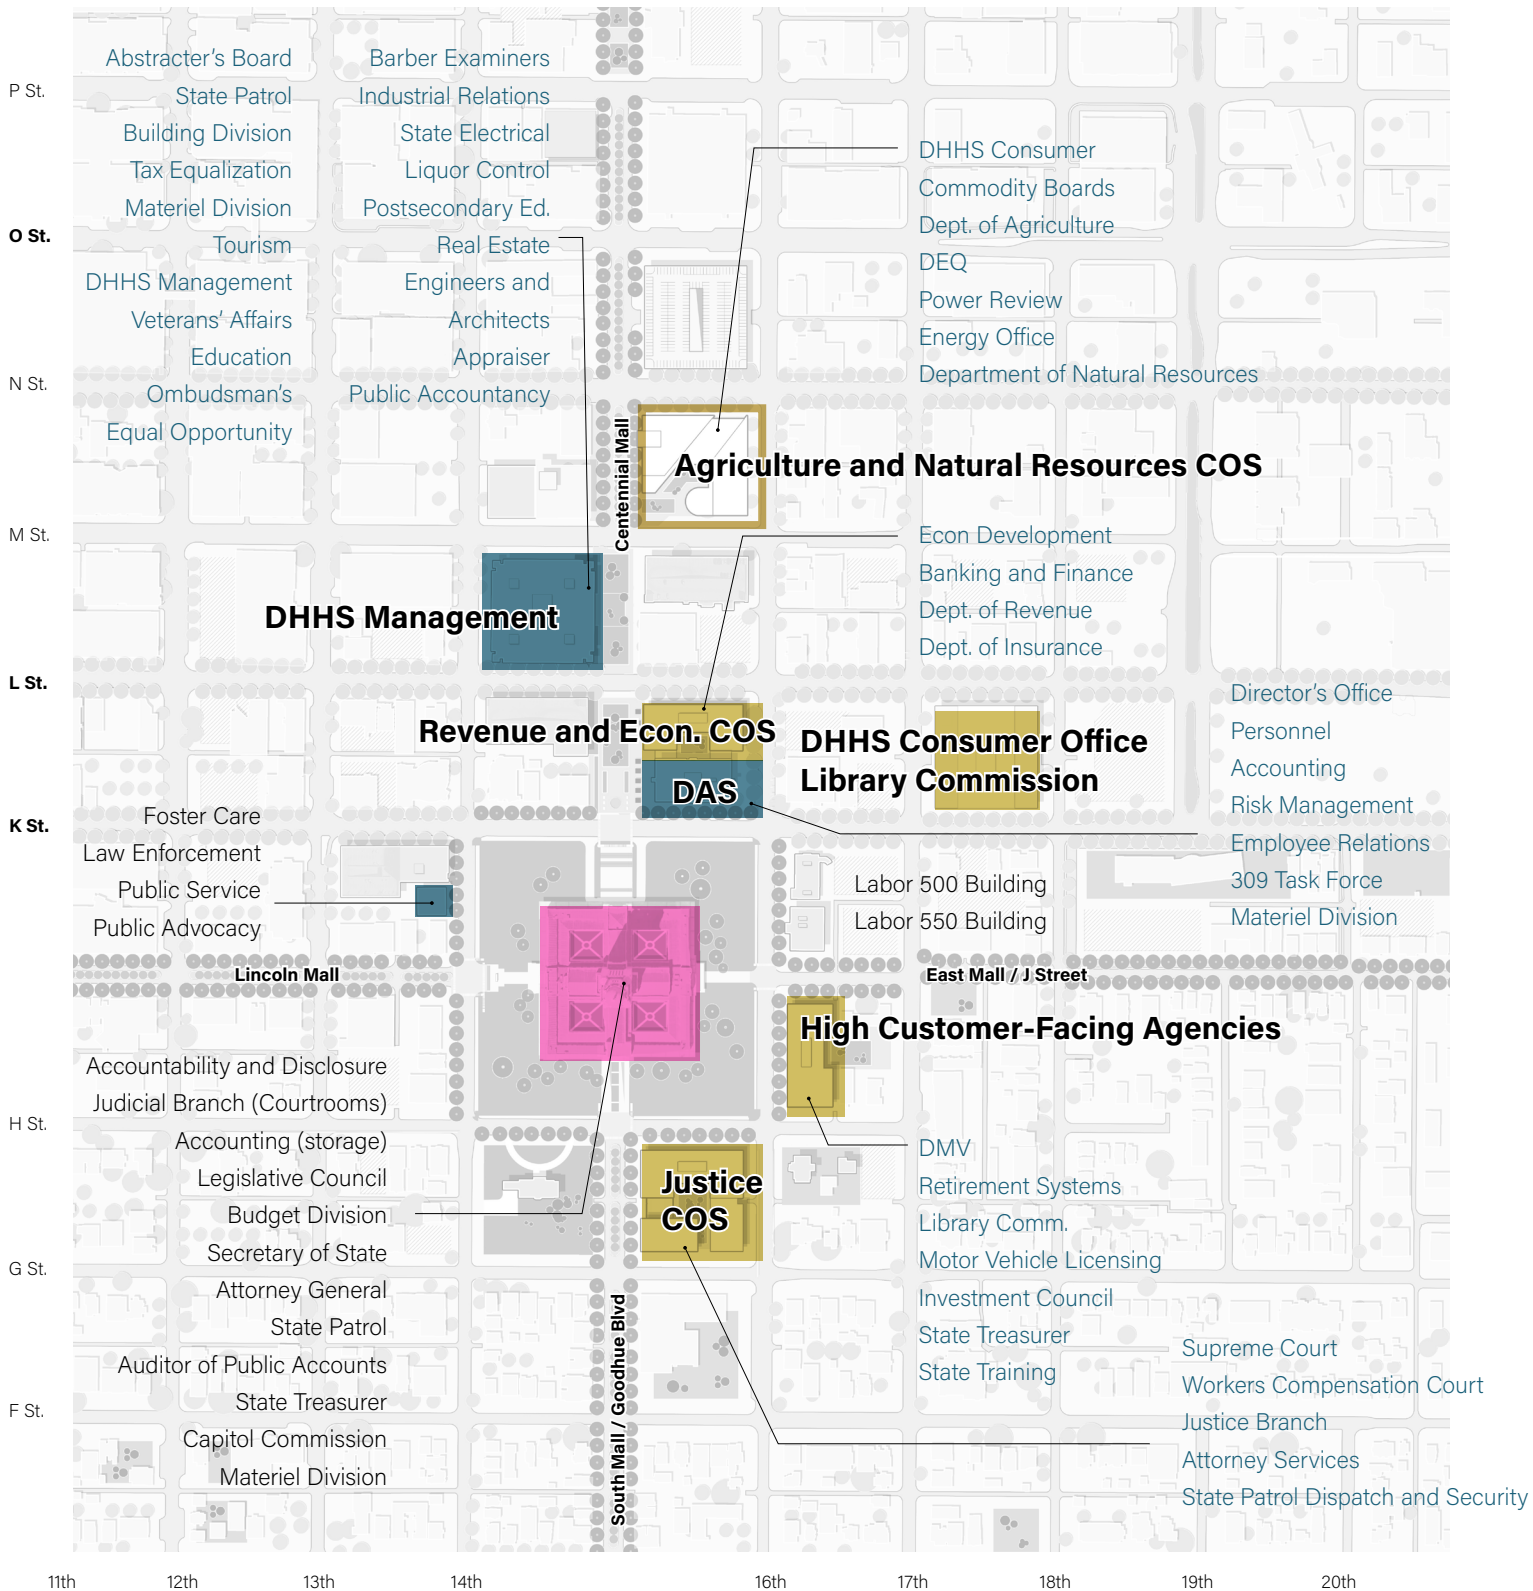 Abstracter's Board
State Patrol
Building Division
Tax Equalization
Materiel Division
Tourism
DHHS Management
Veterans' Affairs
Education
Ombudsman's
Equal Opportunity
Barber Examiners
Industrial Relations
State Electrical
Liquor Control
Postsecondary Ed.
Real Estate
Engineers and
Architects
Appraiser
Public Accountancy
DHHS Consumer
Commodity Boards
Dept. of Agriculture
DEQ
Power Review
Energy Office
Department of Natural Resources
P St.
O St.
N St.
M St.
L St.
K St.
H St.
G St.
F St.
Centennial Mall
Agriculture and Natural Resources COS
Econ Development
Banking and Finance
Dept. of Revenue
Dept. of Insurance
DHHS Management
Revenue and Econ. COS
DAS
DHHS Consumer Office
Library Commission
Director's Office
Personnel
Accounting
Risk Management
Employee Relations
309 Task Force
Materiel Division
Foster Care
Law Enforcement
Public Service
Public Advocacy
Labor 500 Building
Labor 550 Building
Lincoln Mall
East Mall / J Street
High Customer-Facing Agencies
Accountability and Disclosure
Judicial Branch (Courtrooms)
Accounting (storage)
Legislative Council
Budget Division
Secretary of State
Attorney General
State Patrol
Auditor of Public Accounts
State Treasurer
Capitol Commission
Materiel Division
Justice
COS
DMV
Retirement Systems
Library Comm.
Motor Vehicle Licensing
Investment Council
State Treasurer
State Training
South Mall / Goodhue Blvd
Supreme Court
Workers Compensation Court
Justice Branch
Attorney Services
State Patrol Dispatch and Security
11th
12th
13th
14th
16th
17th
18th
19th
20th